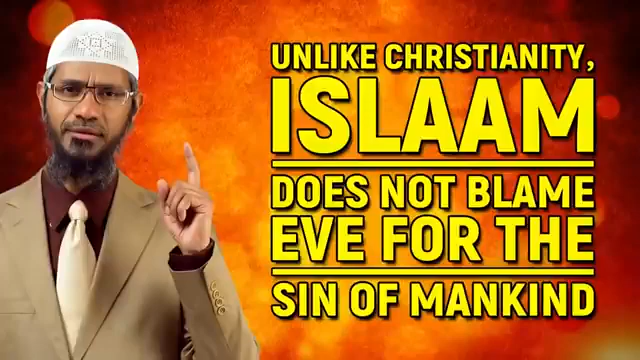 UNLIKE CHRISTIANITY,
ISLAAM
DOES NOT BLAME
EVE FOR THE
SIN OF MANKIND